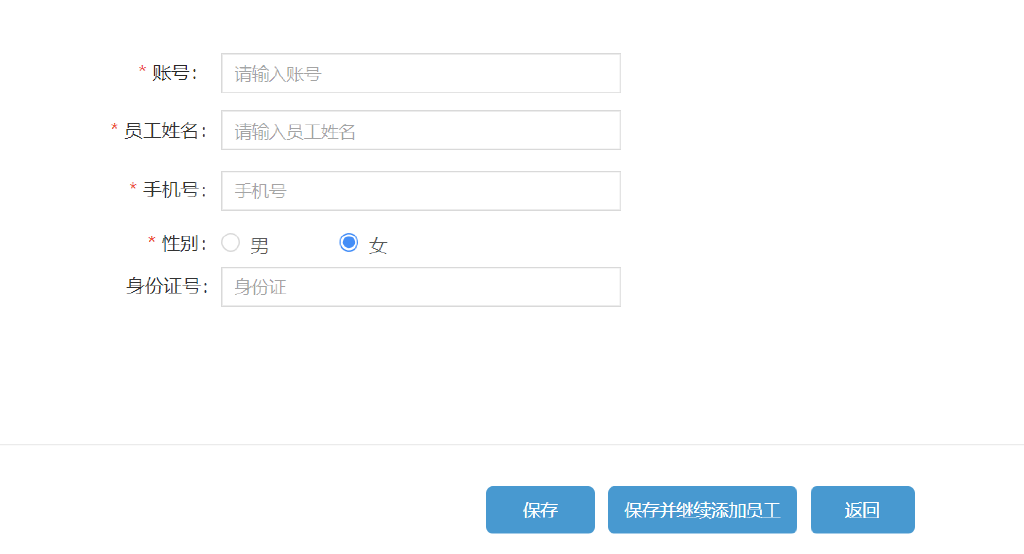 * 账号: 请输入账号
* 员工姓名: 请输入员工姓名
* 手机号: 手机号
* 性别: 男 女
身份证号: 身份证
保存 保存并继续添加员工 返回